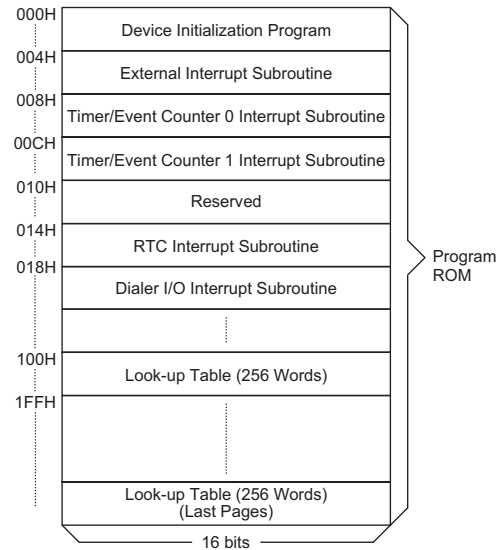 000H
Device Initialization Program
004H
External Interrupt Subroutine
008H
Timer/Event Counter 0 Interrupt Subroutine
00CH
Timer/Event Counter 1 Interrupt Subroutine
010H
Reserved
014H
RTC Interrupt Subroutine
018H
Dialer I/O Interrupt Subroutine
100H
Look-up Table (256 Words)
1FFH
Look-up Table (256 Words)
(Last Pages)
16 bits
Program
ROM